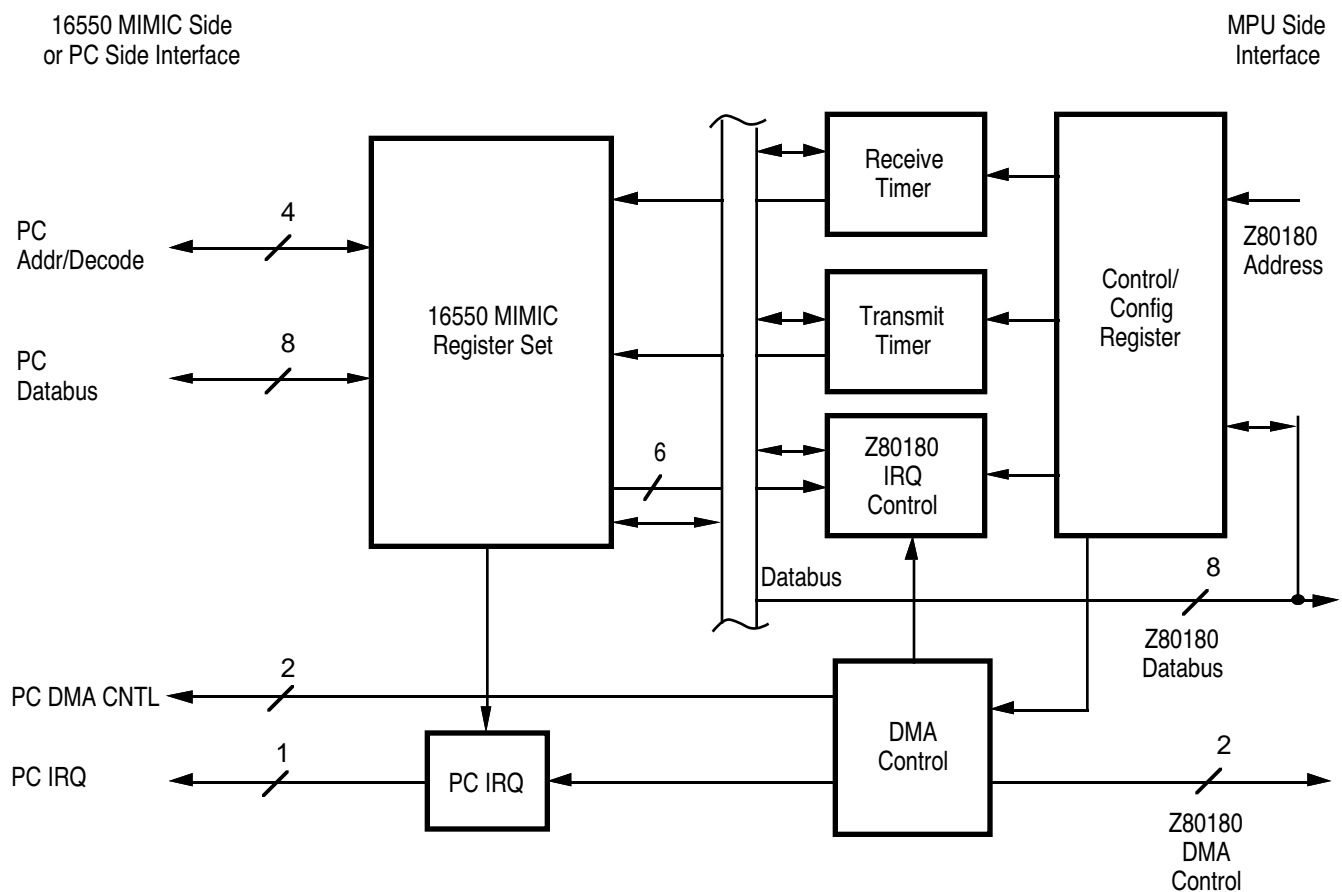 16550 MIMIC Side
or PC Side Interface
MPU Side
Interface
Receive
Timer
4
PC
Addr/Decode
Z80180
Address
Control/
Config
Register
16550 MIMIC
Register Set
Transmit
Timer
8
PC
Databus
6
Z80180
IRQ
Control
Databus
8
Z80180
Databus
2
PC DMA CNTL
DMA
Control
1
PC IRQ
PC IRQ
2
Z80180
DMA
Control